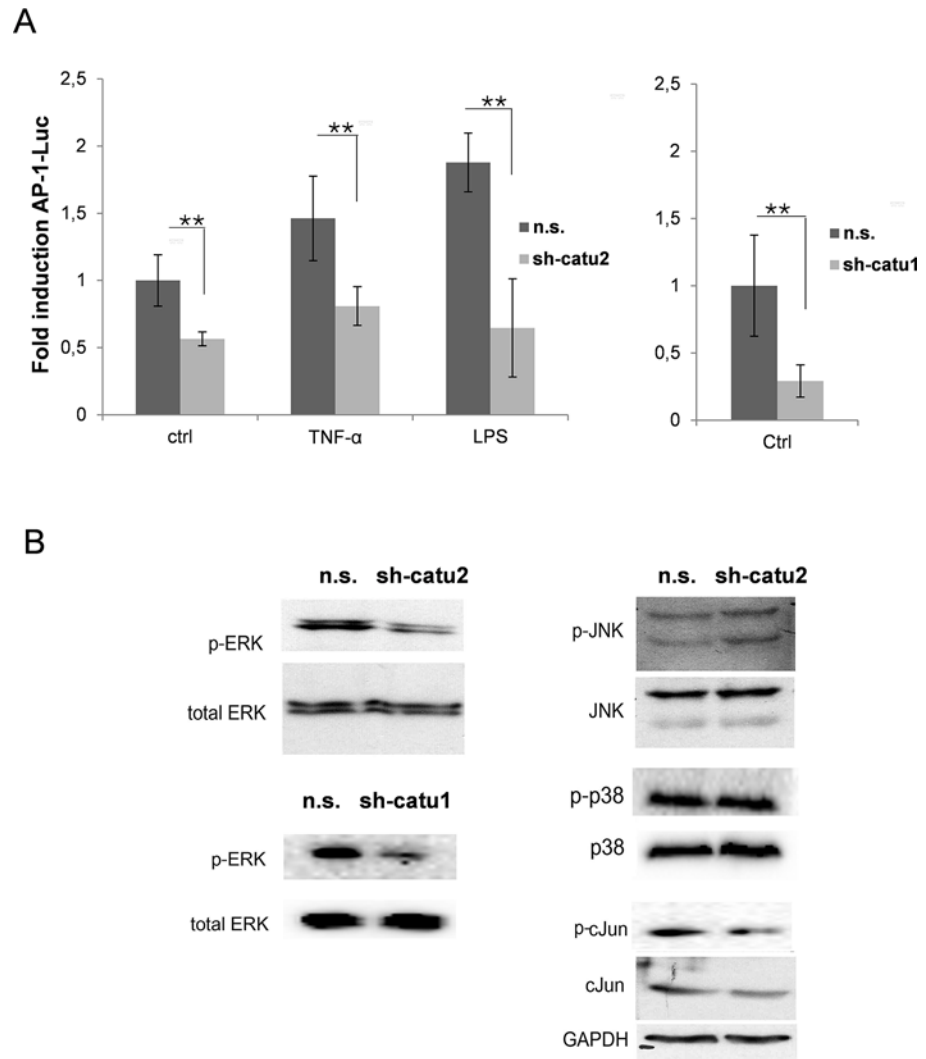 A
Fold induction AP-1-Luc
2,5
2
1,5
1
0,5
0
**
**
**
ctrl
TNF-α
LPS
n.s.
sh-catu2
2,5
2
1,5
1
0,5
0
**
Ctrl
n.s.
sh-catu1
B
n.s. sh-catu2
p-ERK
total ERK
n.s. sh-catu1
p-ERK
total ERK
n.s. sh-catu2
p-JNK
JNK
p-p38
p38
p-cJun
cJun
GAPDH